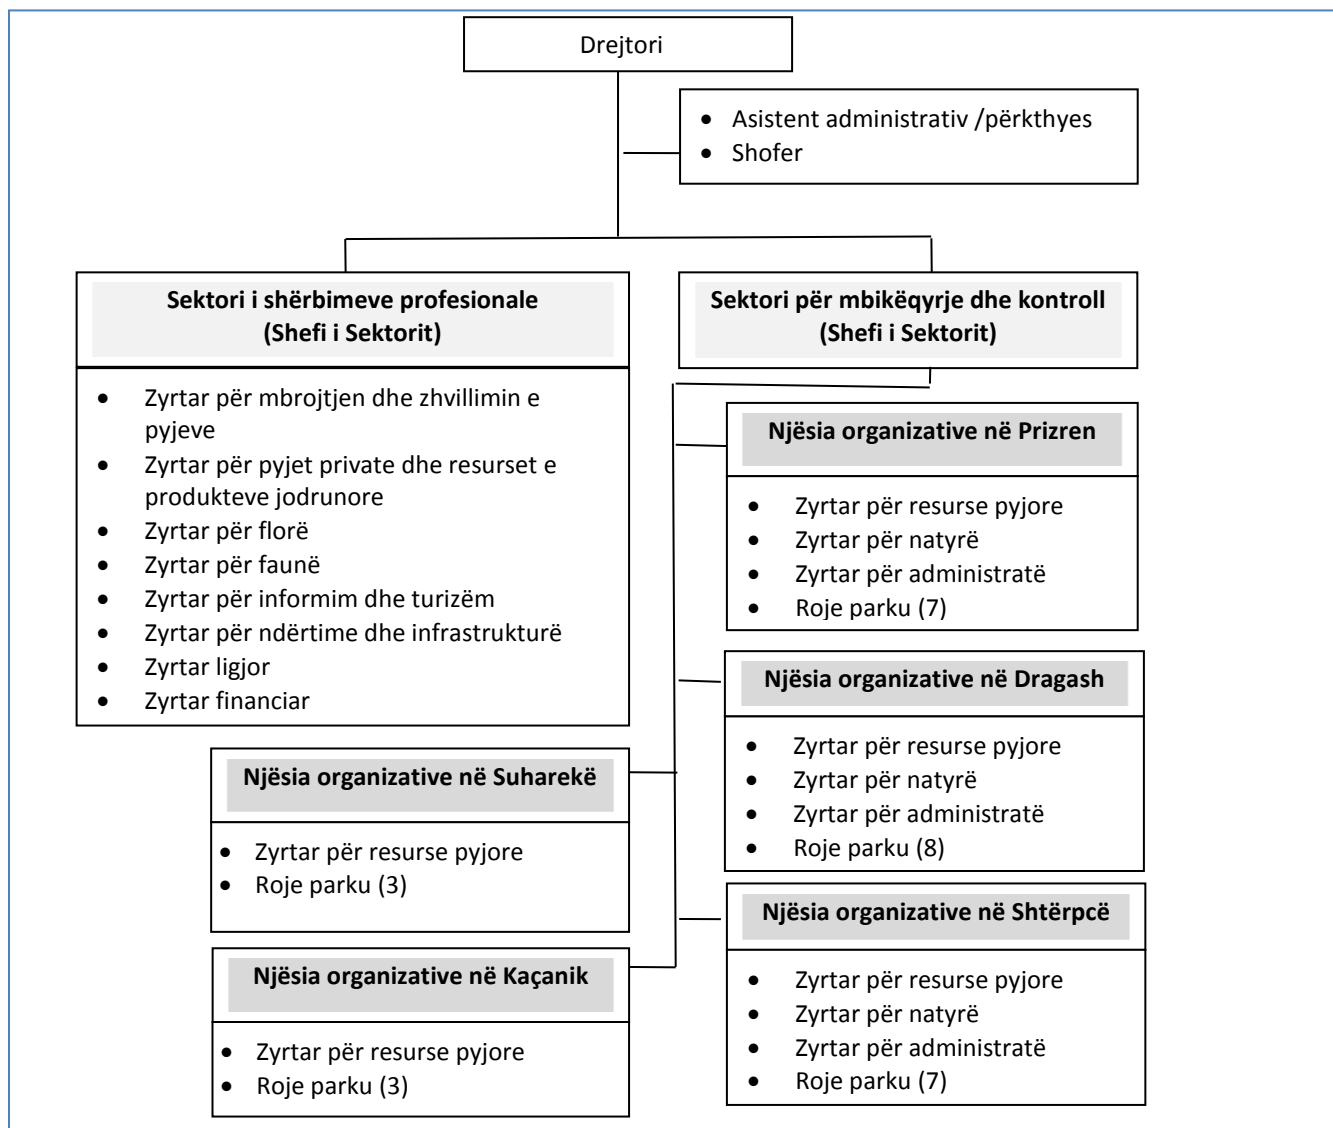 Drejtori
• Asistent administrativ /përkthyes
• Shofer
Sektori i shërbimeve profesionale
(Shefi i Sektorit)
• Zyrtar për mbrojtjen dhe zhvillimin e
pyjeve
• Zyrtar për pyjet private dhe resurset e
produkteve jodrunore
• Zyrtar për florë
• Zyrtar për faunë
• Zyrtar për informim dhe turizëm
• Zyrtar për ndërtime dhe infrastrukturë
• Zyrtar ligjor
• Zyrtar financiar
Sektori për mbikëqyrje dhe kontroll
(Shefi i Sektorit)
Njësia organizative në Prizren
• Zyrtar për resurse pyjore
• Zyrtar për natyrë
• Zyrtar për administratë
• Roje parku (7)
Njësia organizative në Dragash
• Zyrtar për resurse pyjore
• Zyrtar për natyrë
• Zyrtar për administratë
• Roje parku (8)
Njësia organizative në Suharekë
• Zyrtar për resurse pyjore
• Roje parku (3)
Njësia organizative në Shtërpcë
• Zyrtar për resurse pyjore
• Zyrtar për natyrë
• Zyrtar për administratë
• Roje parku (7)
Njësia organizative në Kaçanik
• Zyrtar për resurse pyjore
• Roje parku (3)